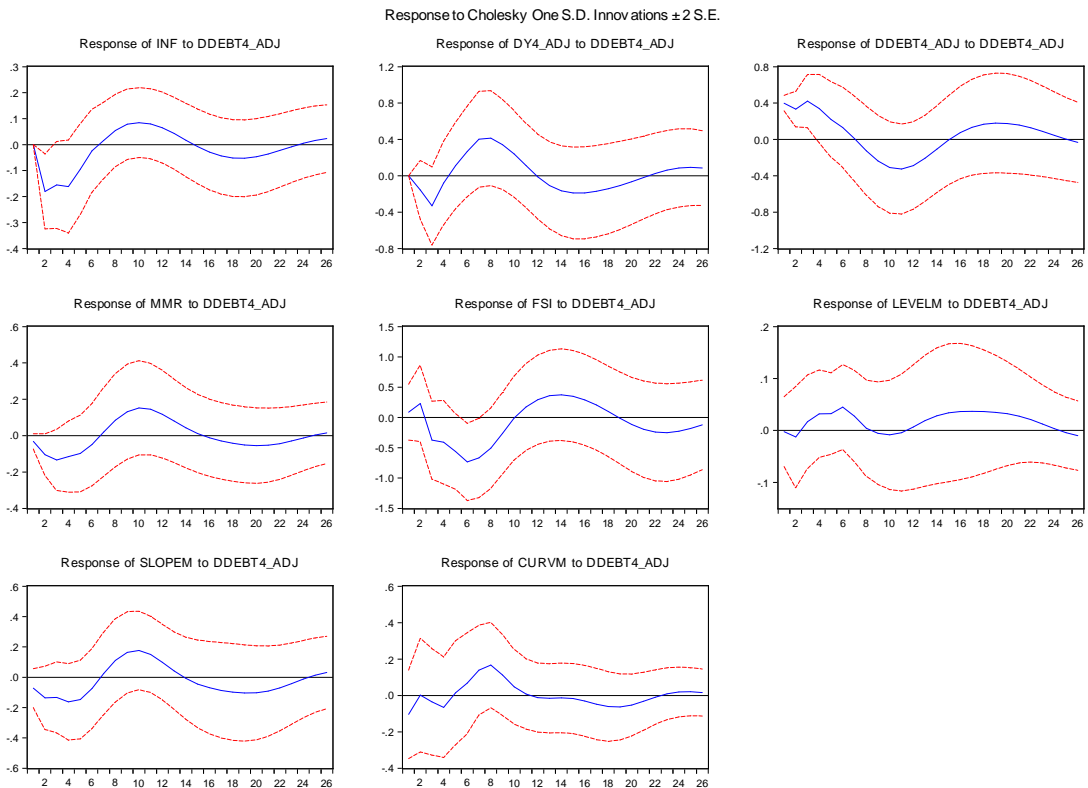 Response to Cholesky One S.D. Innovations ± 2 S.E.
Response of INF to DDEBT4_ADJ
.3
.2
.1
.0
-.1
-.2
-.3
-.4
2 4 6 8 10 12 14 16 18 20 22 24 26
Response of DY4_ADJ to DDEBT4_ADJ
1.2
0.8
0.4
0.0
-0.4
-0.8
2 4 6 8 10 12 14 16 18 20 22 24 26
Response of DDEBT4_ADJ to DDEBT4_ADJ
0.8
0.4
0.0
-0.4
-0.8
-1.2
2 4 6 8 10 12 14 16 18 20 22 24 26
Response of MMR to DDEBT4_ADJ
.6
.4
.2
.0
-.2
-.4
2 4 6 8 10 12 14 16 18 20 22 24 26
Response of FSI to DDEBT4_ADJ
1.5
1.0
0.5
0.0
-0.5
-1.0
-1.5
2 4 6 8 10 12 14 16 18 20 22 24 26
Response of LEVELM to DDEBT4_ADJ
.2
.1
.0
-.1
2 4 6 8 10 12 14 16 18 20 22 24 26
Response of SLOPEM to DDEBT4_ADJ
.6
.4
.2
.0
-.2
-.4
-.6
2 4 6 8 10 12 14 16 18 20 22 24 26
Response of CURVM to DDEBT4_ADJ
.6
.4
.2
.0
-.2
-.4
2 4 6 8 10 12 14 16 18 20 22 24 26